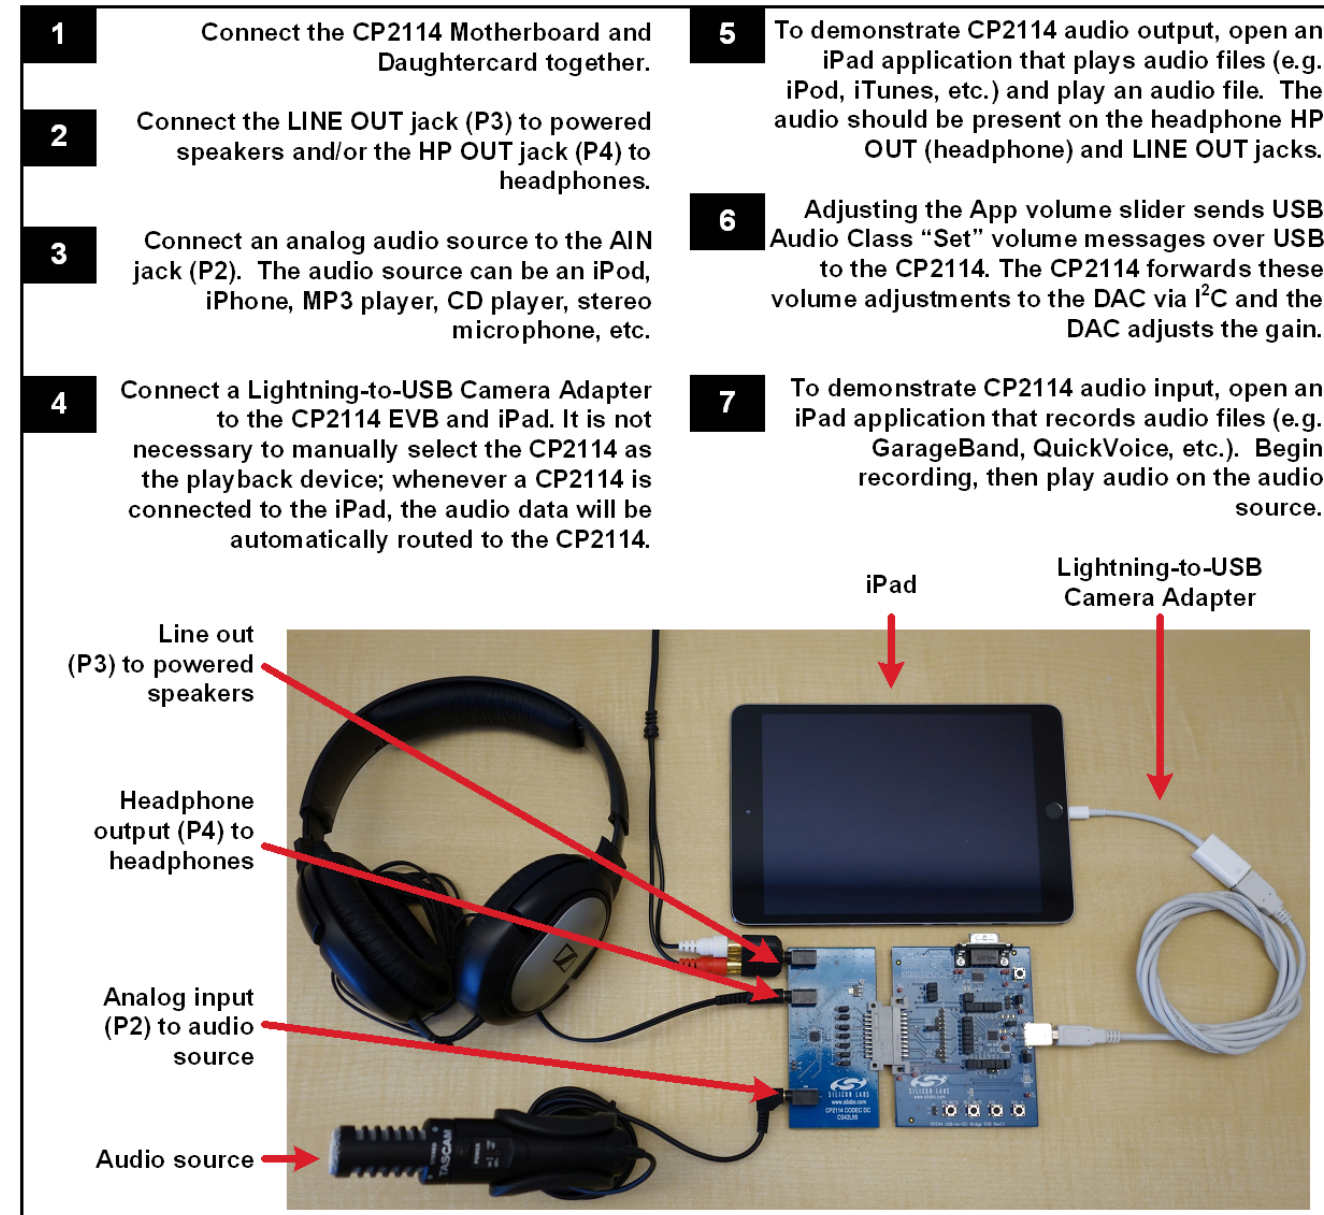 1
Connect the CP2114 Motherboard and
Daughtercard together.
2
Connect the LINE OUT jack (P3) to powered
speakers and/or the HP OUT jack (P4) to
headphones.
3
Connect an analog audio source to the AIN
jack (P2).  The audio source can be an iPod,
iPhone, MP3 player, CD player, stereo
microphone, etc.
4
Connect a Lightning-to-USB Camera Adapter
to the CP2114 EVB and iPad. It is not
necessary to manually select the CP2114 as
the playback device; whenever a CP2114 is
connected to the iPad, the audio data will be
automatically routed to the CP2114.
5
To demonstrate CP2114 audio output, open an
iPad application that plays audio files (e.g.
iPod, iTunes, etc.) and play an audio file.  The
audio should be present on the headphone HP
OUT (headphone) and LINE OUT jacks.
6
Adjusting the App volume slider sends USB
Audio Class “Set” volume messages over USB
to the CP2114. The CP2114 forwards these
volume adjustments to the DAC via I²C and the
DAC adjusts the gain.
7
To demonstrate CP2114 audio input, open an
iPad application that records audio files (e.g.
GarageBand, QuickVoice, etc.).  Begin
recording, then play audio on the audio
source.
iPad
Lightning-to-USB
Camera Adapter
Line out
(P3) to powered
speakers
Headphone
output (P4) to
headphones
Analog input
(P2) to audio
source
Audio source
TASCAM
POWER
SILICON LABS
www.silabs.com
CP2114 CODEC DC
CS42L55
SILICON LABS
www.silabs.com